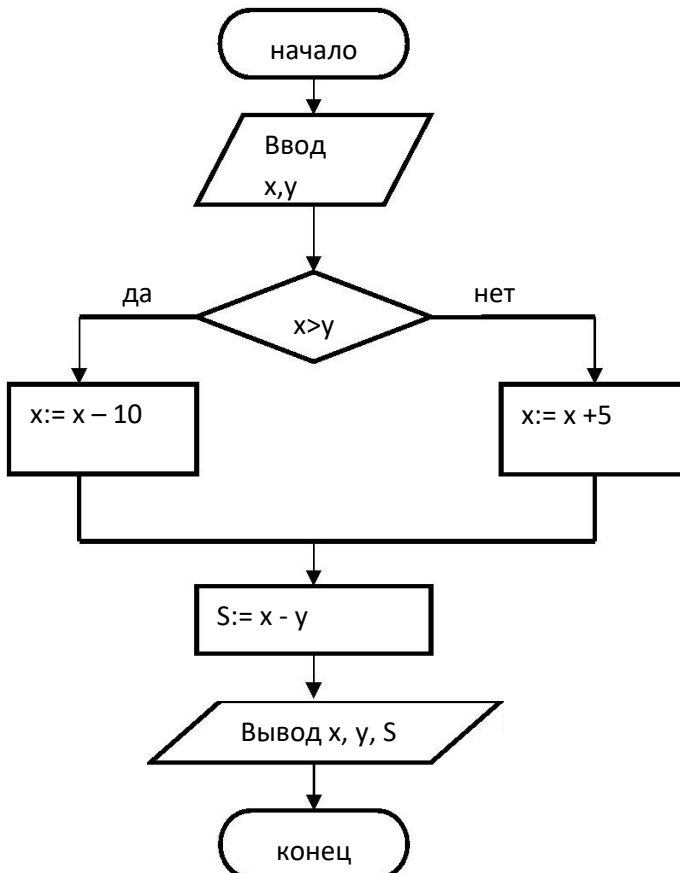 начало
Ввод
x,y
да
нет
x>y
x:= x – 10
x:= x +5
S:= x - y
Вывод x, y, S
конец